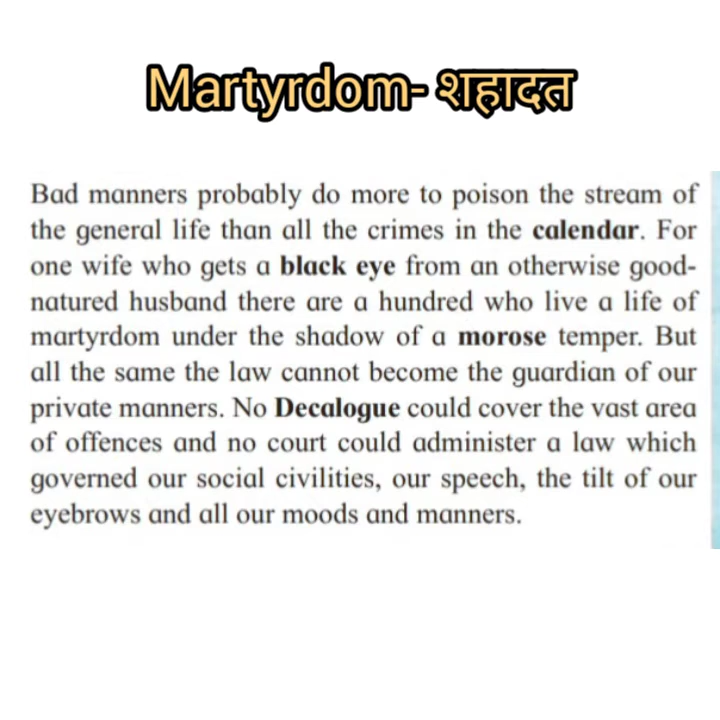 Martyrdom- शहादत
Bad manners probably do more to poison the stream of
the general life than all the crimes in the calendar. For
one wife who gets a black eye from an otherwise good-
natured husband there are a hundred who live a life of
martyrdom under the shadow of a morose temper. But
all the same the law cannot become the guardian of our
private manners. No Decalogue could cover the vast area
of offences and no court could administer a law which
governed our social civilities, our speech, the tilt of our
eyebrows and all our moods and manners.